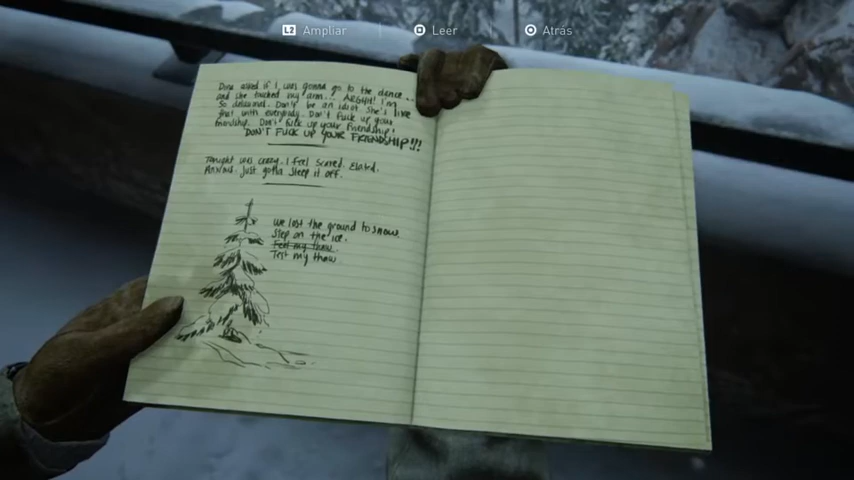 L2 Ampliar
Leer
Atrás
Dina asked if I was gonna go to the dance...
and she touched my arm... ARGHH! I'm
so delusional. Don't be an idiot. She's like
that with everybody. Don't fuck up your
friendship. Don't fuck up your friendship!
DON'T FUCK UP YOUR FRIENDSHIP!!!
Tonight was crazy. I feel scared. Elated.
Anxious. Just gotta sleep it off.
We lost the ground to snow
Step on the ice.
Feel my thaw.
Test my thaw